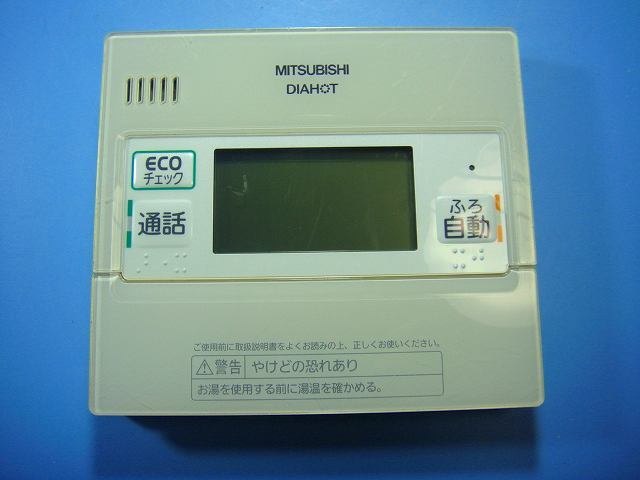 MITSUBISHI
DIAHOT
ECO
チェック
通話
ふろ
自動
ご使用前に取扱説明書をよくお読みの上、正しくお使いください。
⚠警告 やけどの恐れあり
お湯を使用する前に湯温を確かめる。